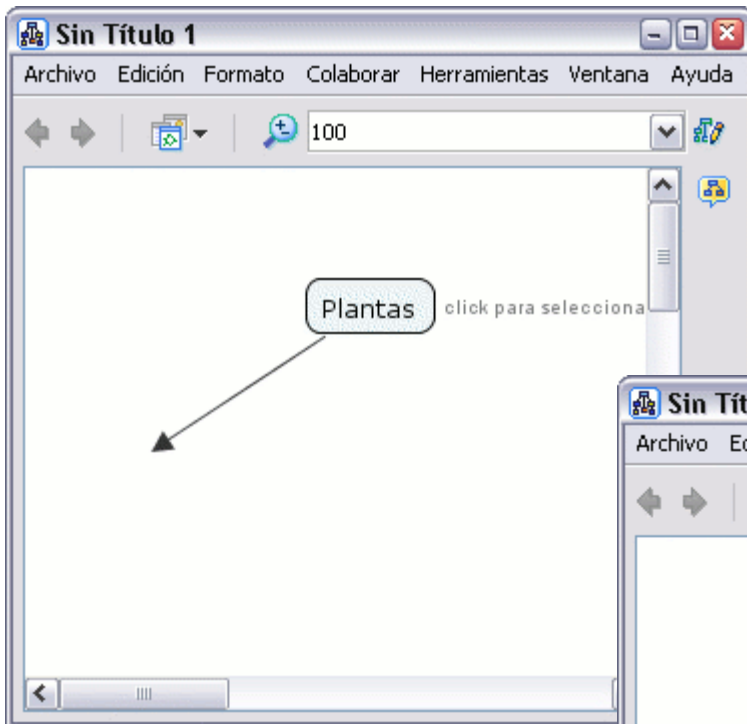 Sin Título 1
Archivo Edición Formato Colaborar Herramientas Ventana Ayuda
100
Plantas click para selecciona
Sin Tít
Archivo